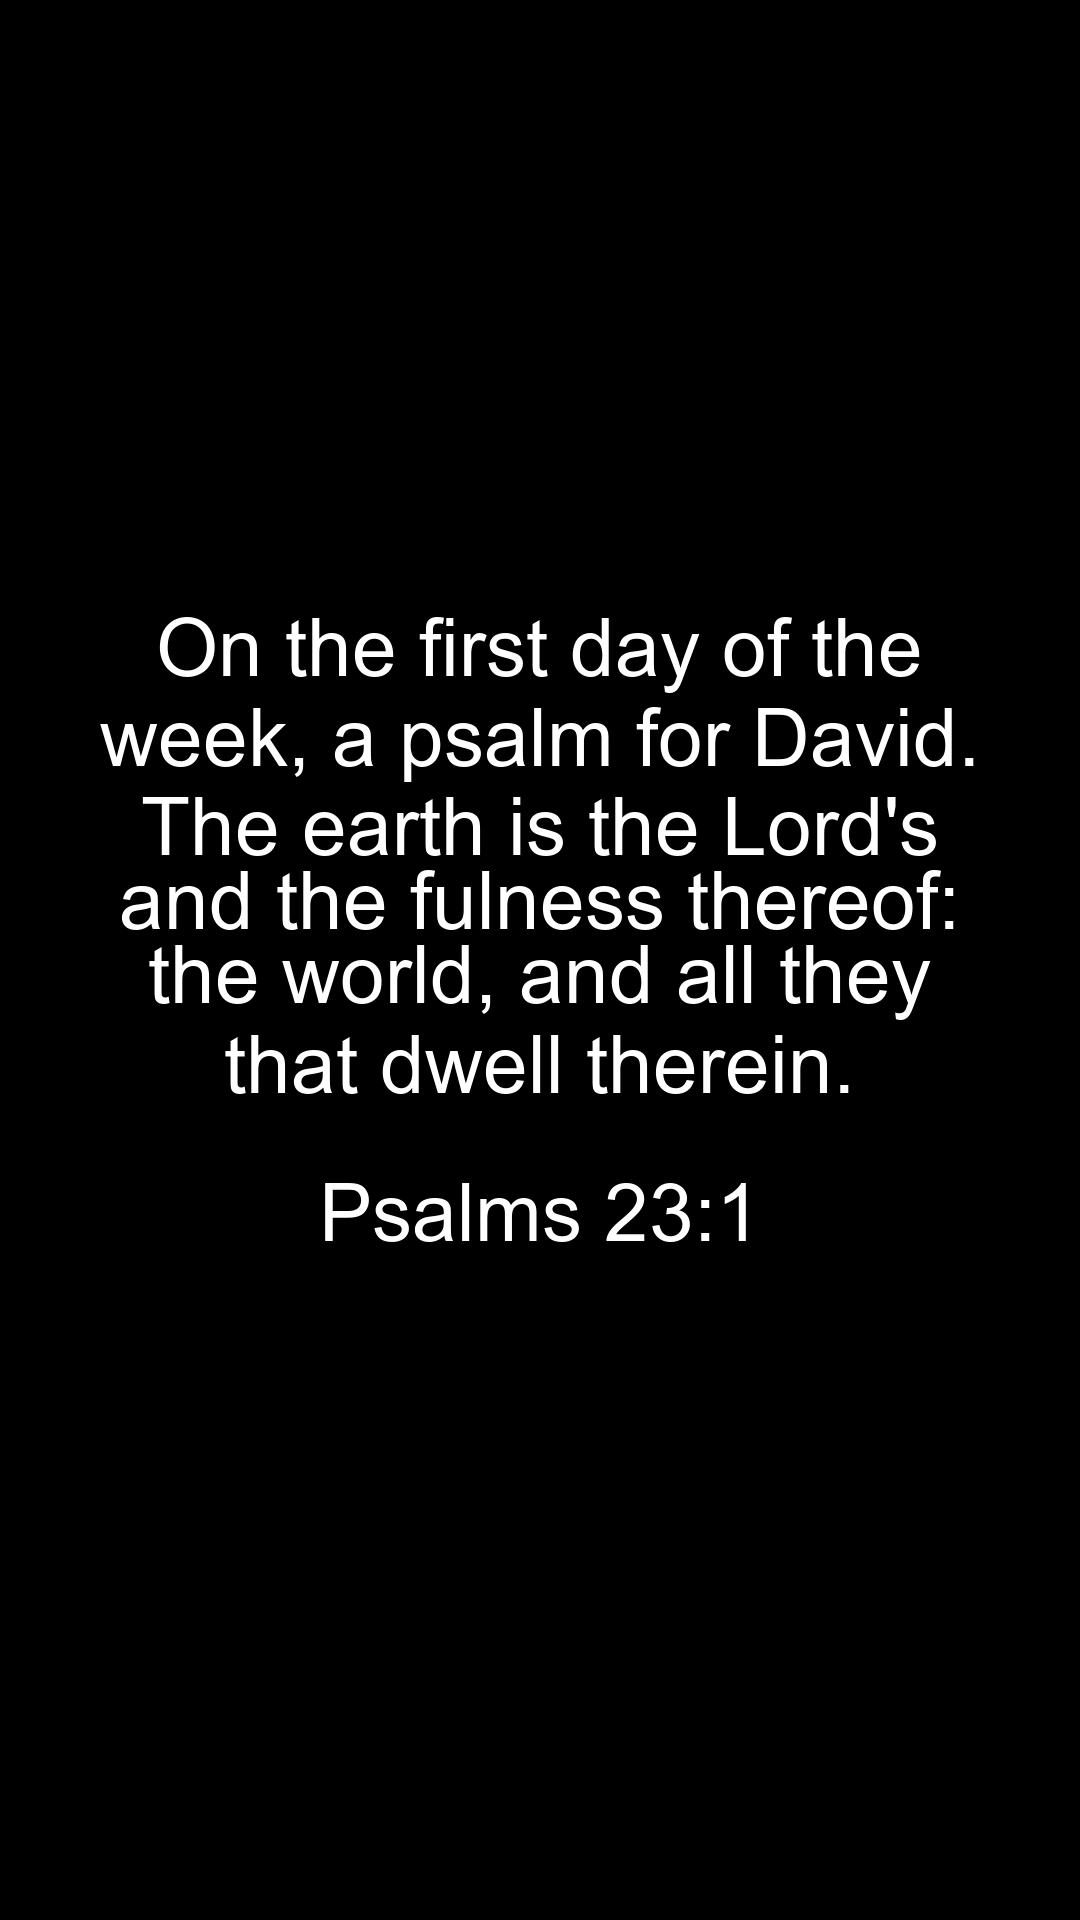 On the first day of the
week, a psalm for David.
The earth is the Lord's
and the fulness thereof:
the world, and all they
that dwell therein.
Psalms 23:1